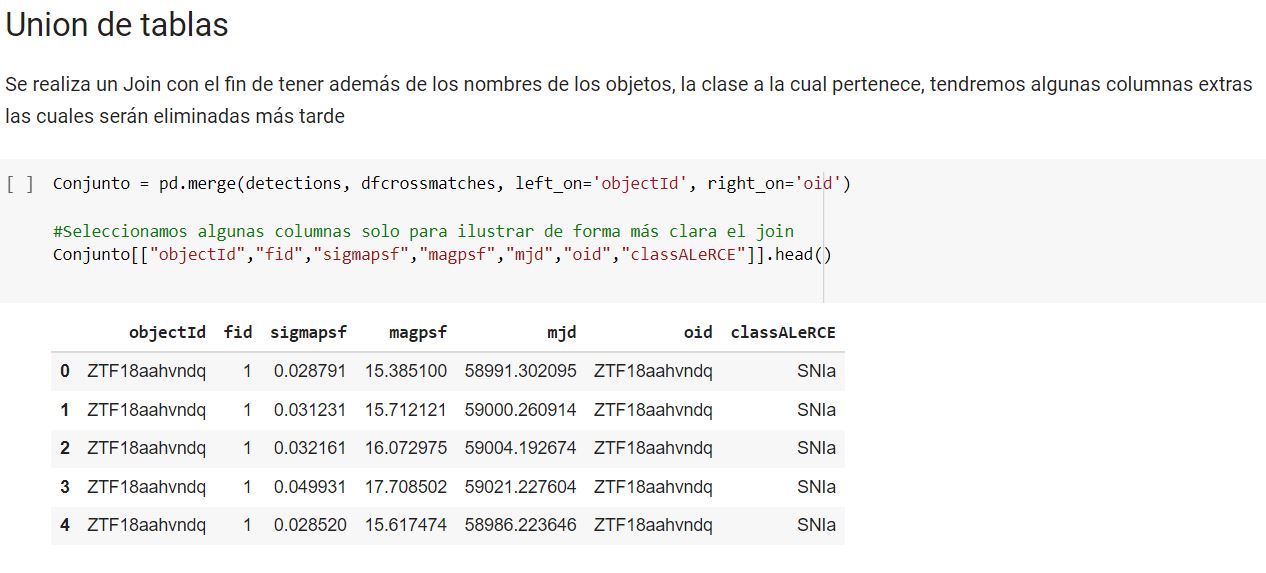 Union de tablas
Se realiza un Join con el fin de tener además de los nombres de los objetos, la clase a la cual pertenece, tendremos algunas columnas extras
las cuales serán eliminadas más tarde
[ ] Conjunto = pd.merge(detections, dfcrossmatches, left_on='objectId', right_on='oid')
#Seleccionamos algunas columnas solo para ilustrar de forma más clara el join
Conjunto[["objectId","fid","sigmapsf","magpsf","mjd","oid","classALeRCE"]].head()
objectId fid sigmapsf magpsf mjd oid classALeRCE
0 ZTF18aahvndq 1 0.028791 15.385100 58991.302095 ZTF18aahvndq SNIa
1 ZTF18aahvndq 1 0.031231 15.712121 59000.260914 ZTF18aahvndq SNIa
2 ZTF18aahvndq 1 0.032161 16.072975 59004.192674 ZTF18aahvndq SNIa
3 ZTF18aahvndq 1 0.049931 17.708502 59021.227604 ZTF18aahvndq SNIa
4 ZTF18aahvndq 1 0.028520 15.617474 58986.223646 ZTF18aahvndq SNIa